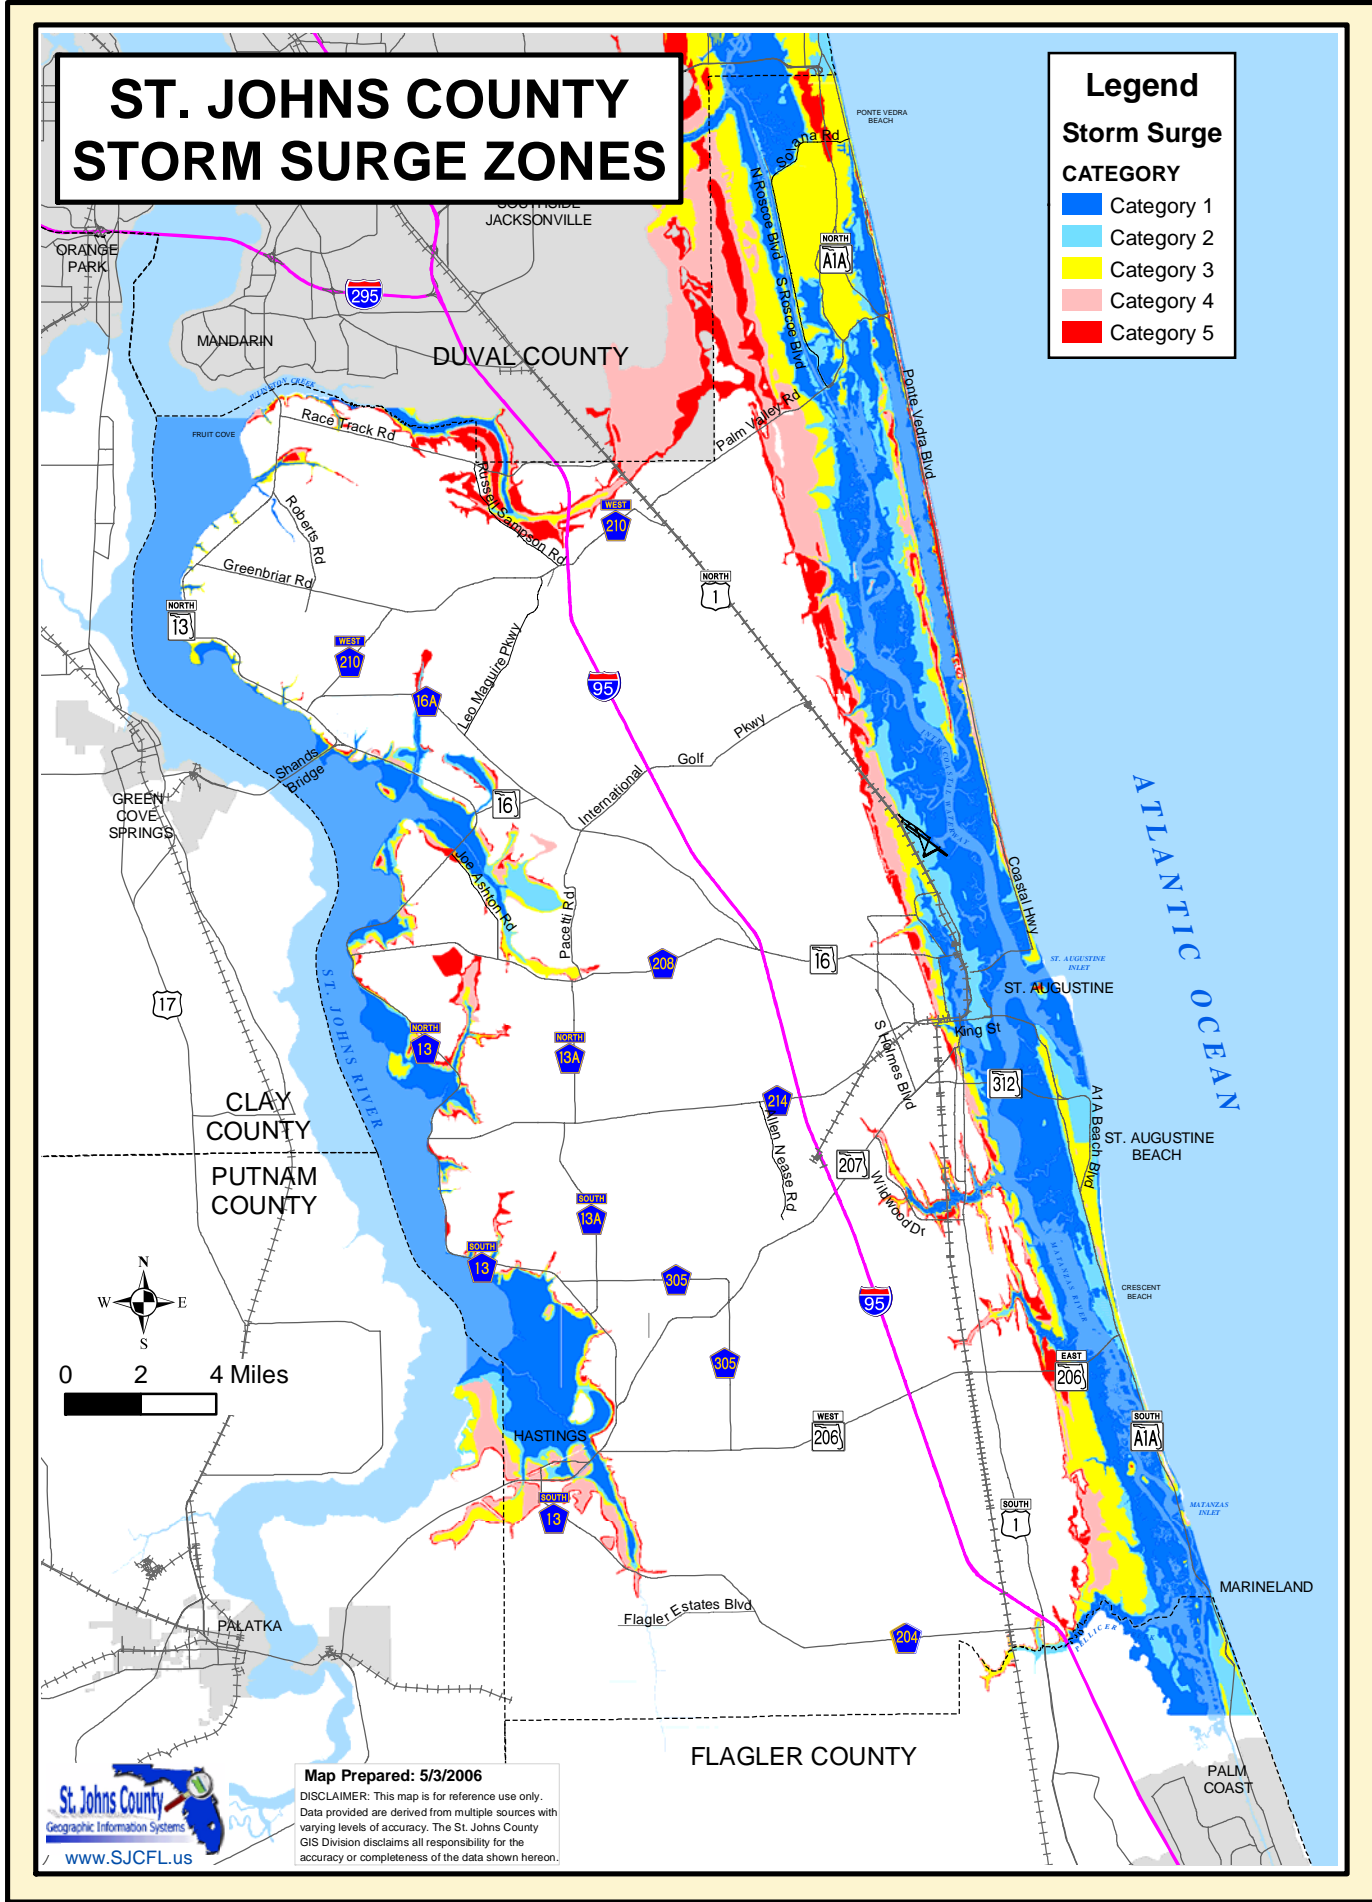 ST. JOHNS COUNTY
STORM SURGE ZONES
Legend
Storm Surge
CATEGORY
Category 1
Category 2
Category 3
Category 4
Category 5
PONTE VEDRA
BEACH
Solana Rd
N Roscoe Blvd
S Roscoe Blvd
NORTH
A1A
SOUTHSIDE
JACKSONVILLE
ORANGE
PARK
295
MANDARIN
DUVAL COUNTY
JULINGTON CREEK
FRUIT COVE
Race Track Rd
Palm Valley Rd
Ponte Vedra Blvd
Russell Sampson Rd
WEST
210
Roberts Rd
Greenbriar Rd
NORTH
1
NORTH
13
WEST
210
16A
Leo Maguire Pkwy
95
Shands
Bridge
International
Golf
Pkwy
INTRACOASTAL WATERWAY
GREEN
COVE
SPRINGS
16
Joe Ashton Rd
Pacetti Rd
Coastal Hwy
ATLANTIC OCEAN
208
16
ST. AUGUSTINE
INLET
ST. AUGUSTINE
17
ST. JOHNS RIVER
NORTH
13
NORTH
13A
King St
S Holmes Blvd
312
214
Allen Nease Rd
A1A Beach Blvd
CLAY
COUNTY
PUTNAM
COUNTY
ST. AUGUSTINE
BEACH
207
Wildwood Dr
SOUTH
13A
SOUTH
13
MATANZAS RIVER
305
95
CRESCENT
BEACH
N
W
E
S
0
2
4 Miles
305
EAST
206
WEST
206
SOUTH
A1A
HASTINGS
SOUTH
13
SOUTH
1
MATANZAS
INLET
MARINELAND
Flagler Estates Blvd
204
PALATKA
FLAGLER COUNTY
PALM
COAST
St. Johns County
Geographic Information Systems
www.SJCFL.us
Map Prepared: 5/3/2006
DISCLAIMER: This map is for reference use only.
Data provided are derived from multiple sources with
varying levels of accuracy. The St. Johns County
GIS Division disclaims all responsibility for the
accuracy or completeness of the data shown hereon.